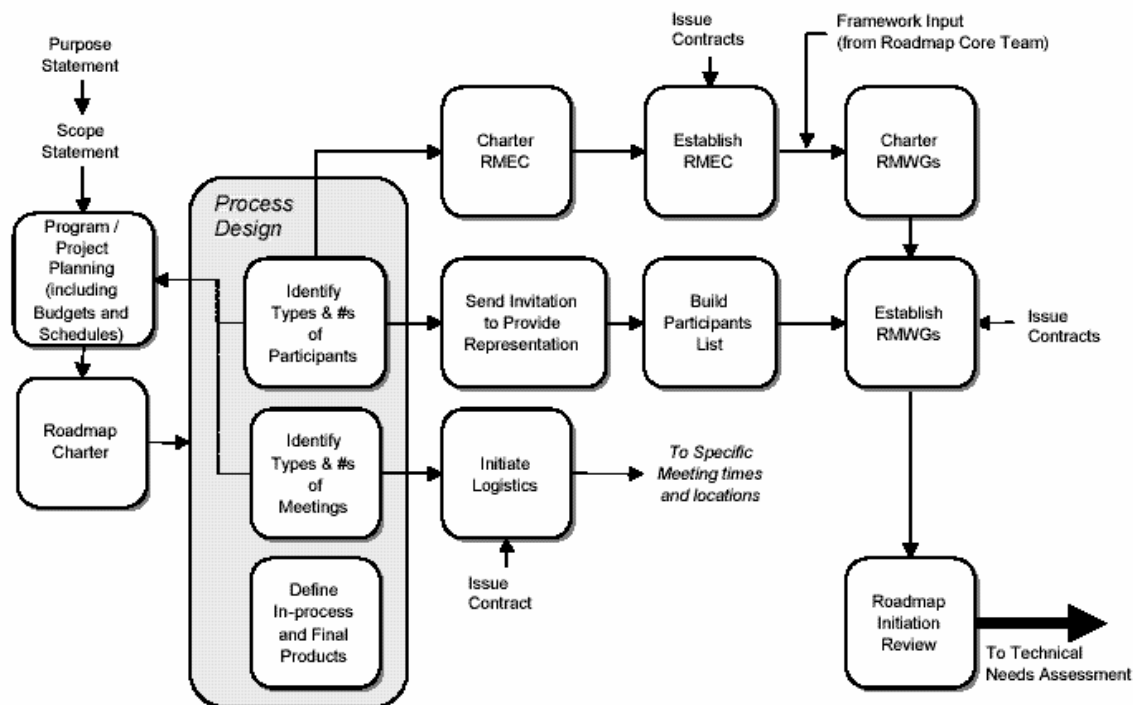 Purpose
Statement
Scope
Statement
Program /
Project
Planning
(including
Budgets and
Schedules)
Roadmap
Charter
Process
Design
Identify
Types & #s
of
Participants
Identify
Types & #s
of
Meetings
Define
In-process
and Final
Products
Charter
RMEC
Issue
Contracts
Establish
RMEC
Framework Input
(from Roadmap Core Team)
Charter
RMWGs
Send Invitation
to Provide
Representation
Build
Participants
List
Establish
RMWGs
Issue
Contracts
Initiate
Logistics
To Specific
Meeting times
and locations
Issue
Contract
Roadmap
Initiation
Review
To Technical
Needs Assessment